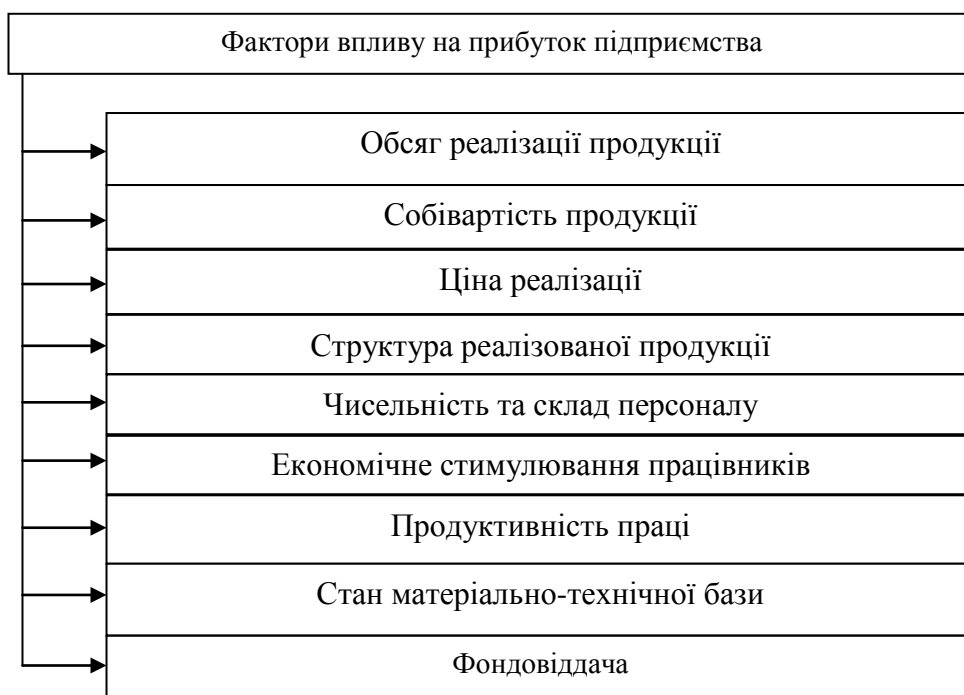 Фактори впливу на прибуток підприємства
Обсяг реалізації продукції
Собівартість продукції
Ціна реалізації
Структура реалізованої продукції
Чисельність та склад персоналу
Економічне стимулювання працівників
Продуктивність праці
Стан матеріально-технічної бази
Фондовіддача